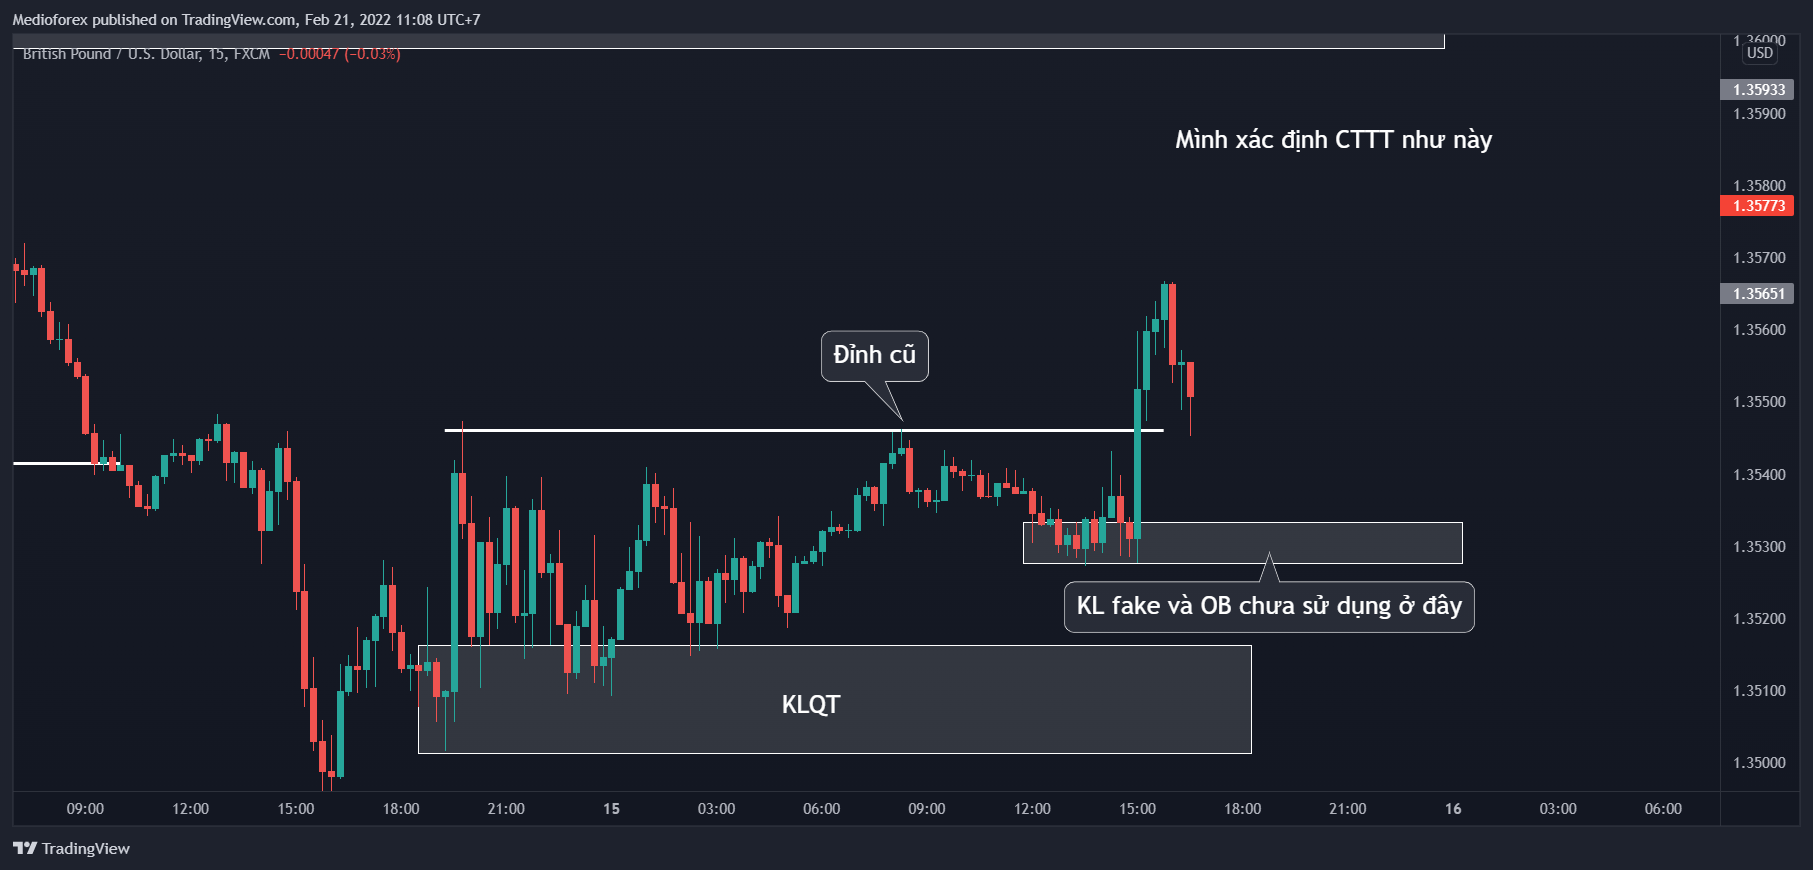 Medioforex published on TradingView.com, Feb 21, 2022 11:08 UTC+7
British Pound / U.S. Dollar, 15, FXCM −0.00047 (−0.03%)
1.36000
USD
1.35933
1.35900
Mình xác định CTTT như này
1.35800
1.35773
1.35700
1.35651
1.35600
Đỉnh cũ
1.35500
1.35400
1.35300
KL fake và OB chưa sử dụng ở đây
1.35200
KLQT
1.35100
1.35000
09:00 12:00 15:00 18:00 21:00 15 03:00 06:00 09:00 12:00 15:00 18:00 21:00 16 03:00 06:00
TradingView